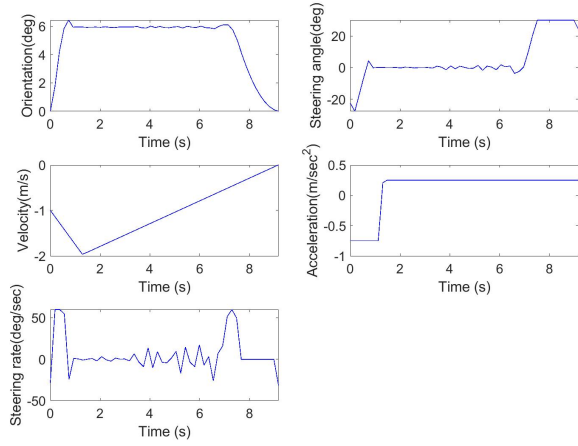 Orientation(deg)
6
4
2
0
0 2 4 6 8
Time (s)
Steering angle(deg)
20
0
-20
0 2 4 6 8
Time (s)
Velocity(m/s)
0
-1
-2
0 2 4 6 8
Time (s)
Acceleration(m/sec²)
0.5
0
-0.5
-1
0 2 4 6 8
Time (s)
Steering rate(deg/sec)
50
0
-50
0 2 4 6 8
Time (s)